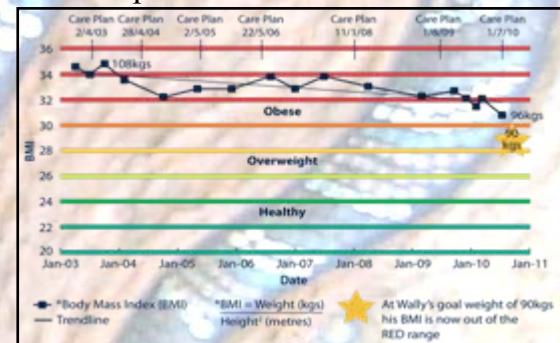 Care Plan Care Plan Care Plan Care Plan Care Plan Care Plan Care Plan
2/4/03 28/4/04 2/5/05 22/5/06 11/1/08 1/8/09 1/7/10
36
108kgs
34
32
96kgs
Obese
30
90
kgs
BMI
28
Overweight
26
24
Healthy
22
20
Jan-03 Jan-04 Jan-05 Jan-06 Jan-07 Jan-08 Jan-09 Jan-10 Jan-11
Date
*Body Mass Index (BMI)
Trendline
*BMI = Weight (kgs)
Height² (metres)
At Wally's goal weight of 90kgs
his BMI is now out of the
RED range